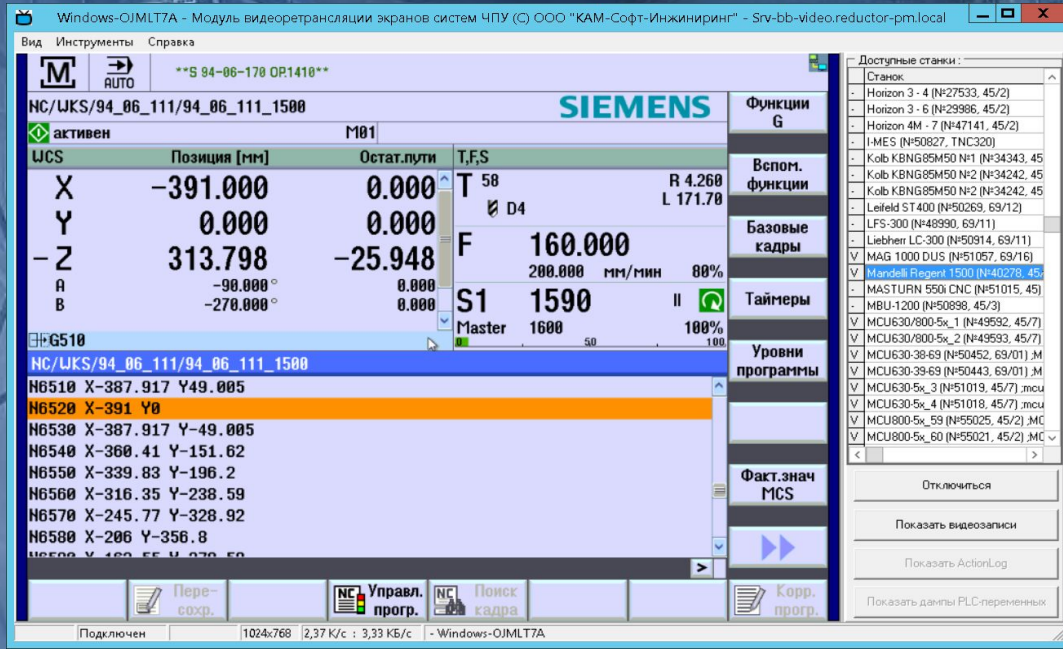 Windows-OJMLT7A - Модуль видеоретрансляции экранов систем ЧПУ (С) ООО "КАМ-Софт-Инжиниринг" - Srv-bb-video.reductor-pm.local
Вид Инструменты Справка
M AUTO **S 94-06-170 OP.1410**
NC/WKS/94_06_111/94_06_111_1500 SIEMENS
активен M01
WCS Позиция [мм] Остат.пути T,F,S
X -391.000 0.000 T 58 R 4.260
D4 L 171.70
Y 0.000 0.000
- Z 313.798 -25.948 F 160.000
200.000 мм/мин 80%
A -90.000° 0.000
B -270.000° 0.000 S1 1590 II
Master 1600 100%
G510 0 50 100.
NC/WKS/94_06_111/94_06_111_1500
N6510 X-387.917 Y49.005
N6520 X-391 Y0
N6530 X-387.917 Y-49.005
N6540 X-360.41 Y-151.62
N6550 X-339.83 Y-196.2
N6560 X-316.35 Y-238.59
N6570 X-245.77 Y-328.92
N6580 X-206 Y-356.8
Функции
G
Вспом.
функции
Базовые
кадры
Таймеры
Уровни
программы
Факт.знач
MCS
Пере-
сохр.
NC Управл.
прогр.
NC Поиск
кадра
Корр.
прогр.
Подключен 1024x768 2,37 K/c : 3,33 КБ/c - Windows-OJMLT7A
Доступные станки :
Станок
- Horizon 3 - 4 (№27533, 45/2)
- Horizon 3 - 6 (№29986, 45/2)
- Horizon 4M - 7 (№47141, 45/2)
- I-MES (№50827, TNC320)
- Kolb KBNG85M50 №1 (№34343, 45
- Kolb KBNG85M50 №2 (№34242, 45
- Kolb KBNG85M50 №2 (№34242, 45
- Leifeld ST400 (№50269, 69/12)
- LFS-300 (№48990, 69/11)
- Liebherr LC-300 (№50914, 69/11)
V MAG 1000 DUS (№51057, 69/16)
V Mandelli Regent 1500 (№40278, 45/
- MASTURN 550i CNC (№51015, 45)
- MBU-1200 (№50898, 45/3)
V MCU630/800-5x_1 (№49592, 45/7)
V MCU630/800-5x_2 (№49593, 45/7)
V MCU630-38-69 (№50452, 69/01) ;M
V MCU630-39-69 (№50443, 69/01) ;M
V MCU630-5x_3 (№51019, 45/7) ;mcu
V MCU630-5x_4 (№51018, 45/7) ;mcu
V MCU800-5x_59 (№55025, 45/2) ;MC
V MCU800-5x_60 (№55021, 45/2) ;MC
Отключиться
Показать видеозаписи
Показать ActionLog
Показать дампы PLC-переменных